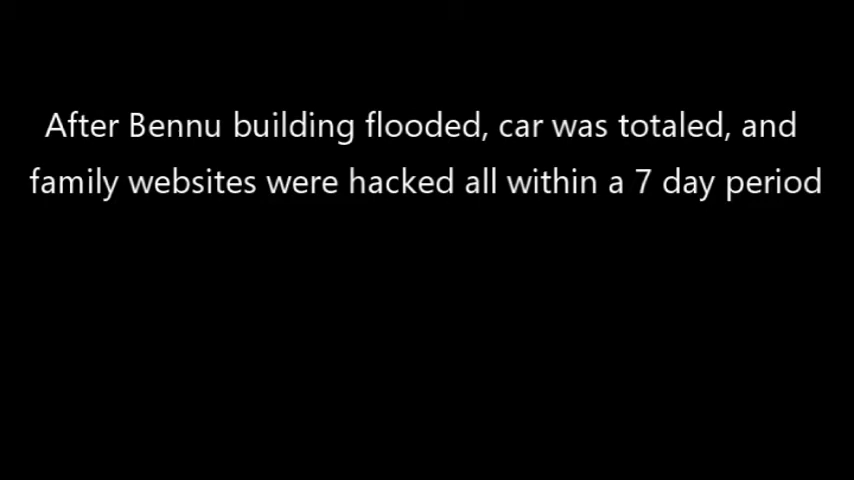 After Bennu building flooded, car was totaled, and
family websites were hacked all within a 7 day period